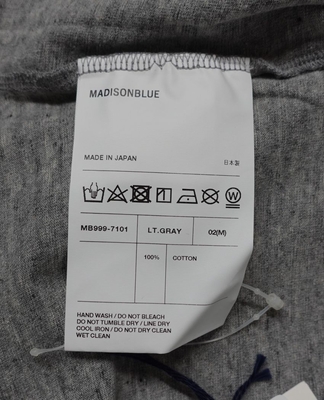 MADISONBLUE
MADE IN JAPAN 日本製
W
MB999-7101 LT.GRAY 02(M)
100% COTTON
HAND WASH / DO NOT BLEACH
DO NOT TUMBLE DRY / LINE DRY
COOL IRON / DO NOT DRY CLEAN
WET CLEAN